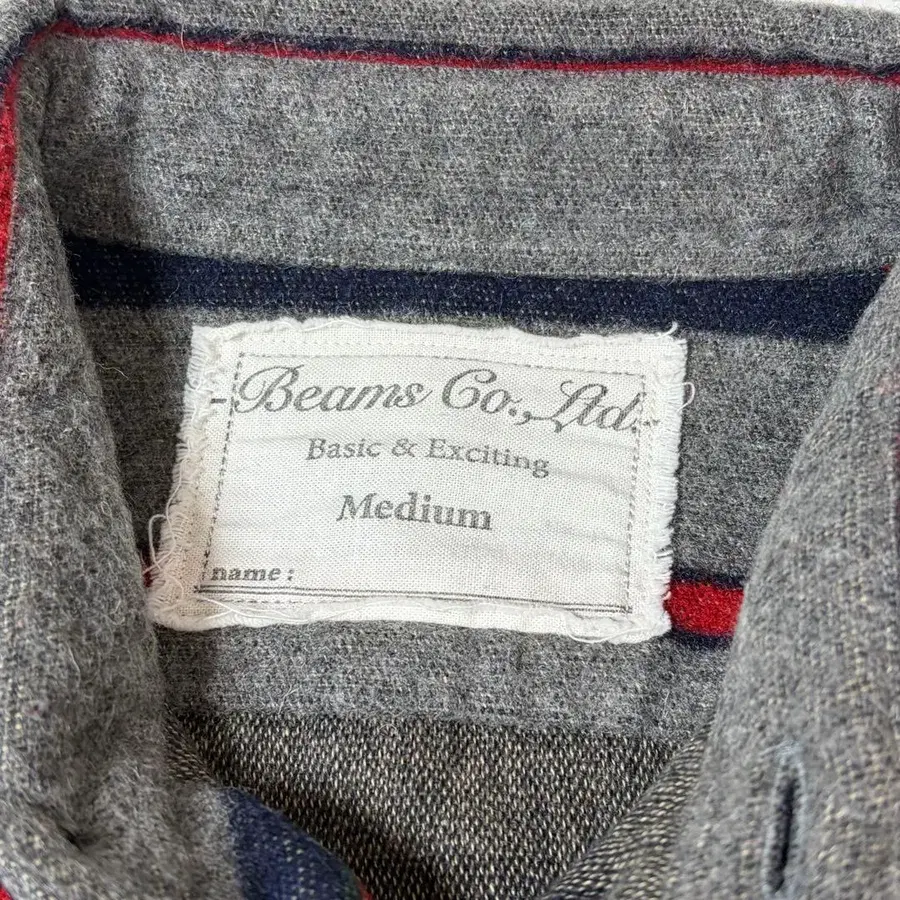 Beams Co., Ltd.
Basic & Exciting
Medium
name :